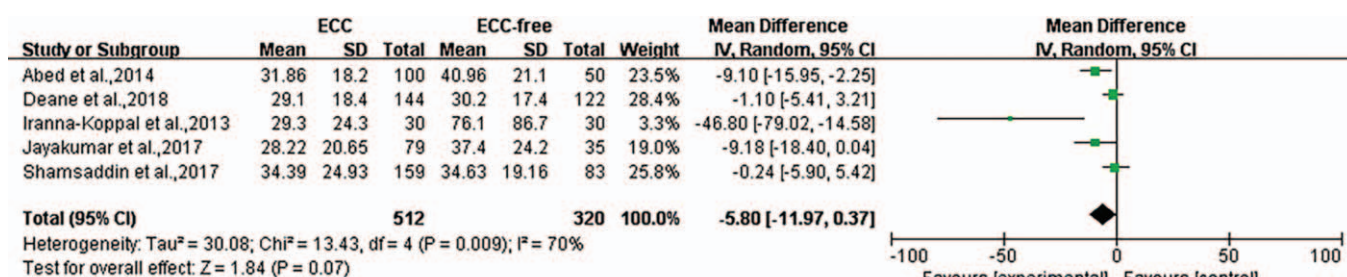 ECC ECC-free Mean Difference Mean Difference
Study or Subgroup Mean SD Total Mean SD Total Weight IV, Random, 95% CI IV, Random, 95% CI
Abed et al.,2014 31.86 18.2 100 40.96 21.1 50 23.5% -9.10 [-15.95, -2.25]
Deane et al.,2018 29.1 18.4 144 30.2 17.4 122 28.4% -1.10 [-5.41, 3.21]
Iranna-Koppal et al.,2013 29.3 24.3 30 76.1 86.7 30 3.3% -46.80 [-79.02, -14.58]
Jayakumar et al.,2017 28.22 20.65 79 37.4 24.2 35 19.0% -9.18 [-18.40, 0.04]
Shamsaddin et al.,2017 34.39 24.93 159 34.63 19.16 83 25.8% -0.24 [-5.90, 5.42]
Total (95% CI) 512 320 100.0% -5.80 [-11.97, 0.37]
Heterogeneity: Tau² = 30.08; Chi² = 13.43, df = 4 (P = 0.009); I² = 70%
Test for overall effect: Z = 1.84 (P = 0.07)
-100 -50 0 50 100
Favours [experimental] Favours [control]